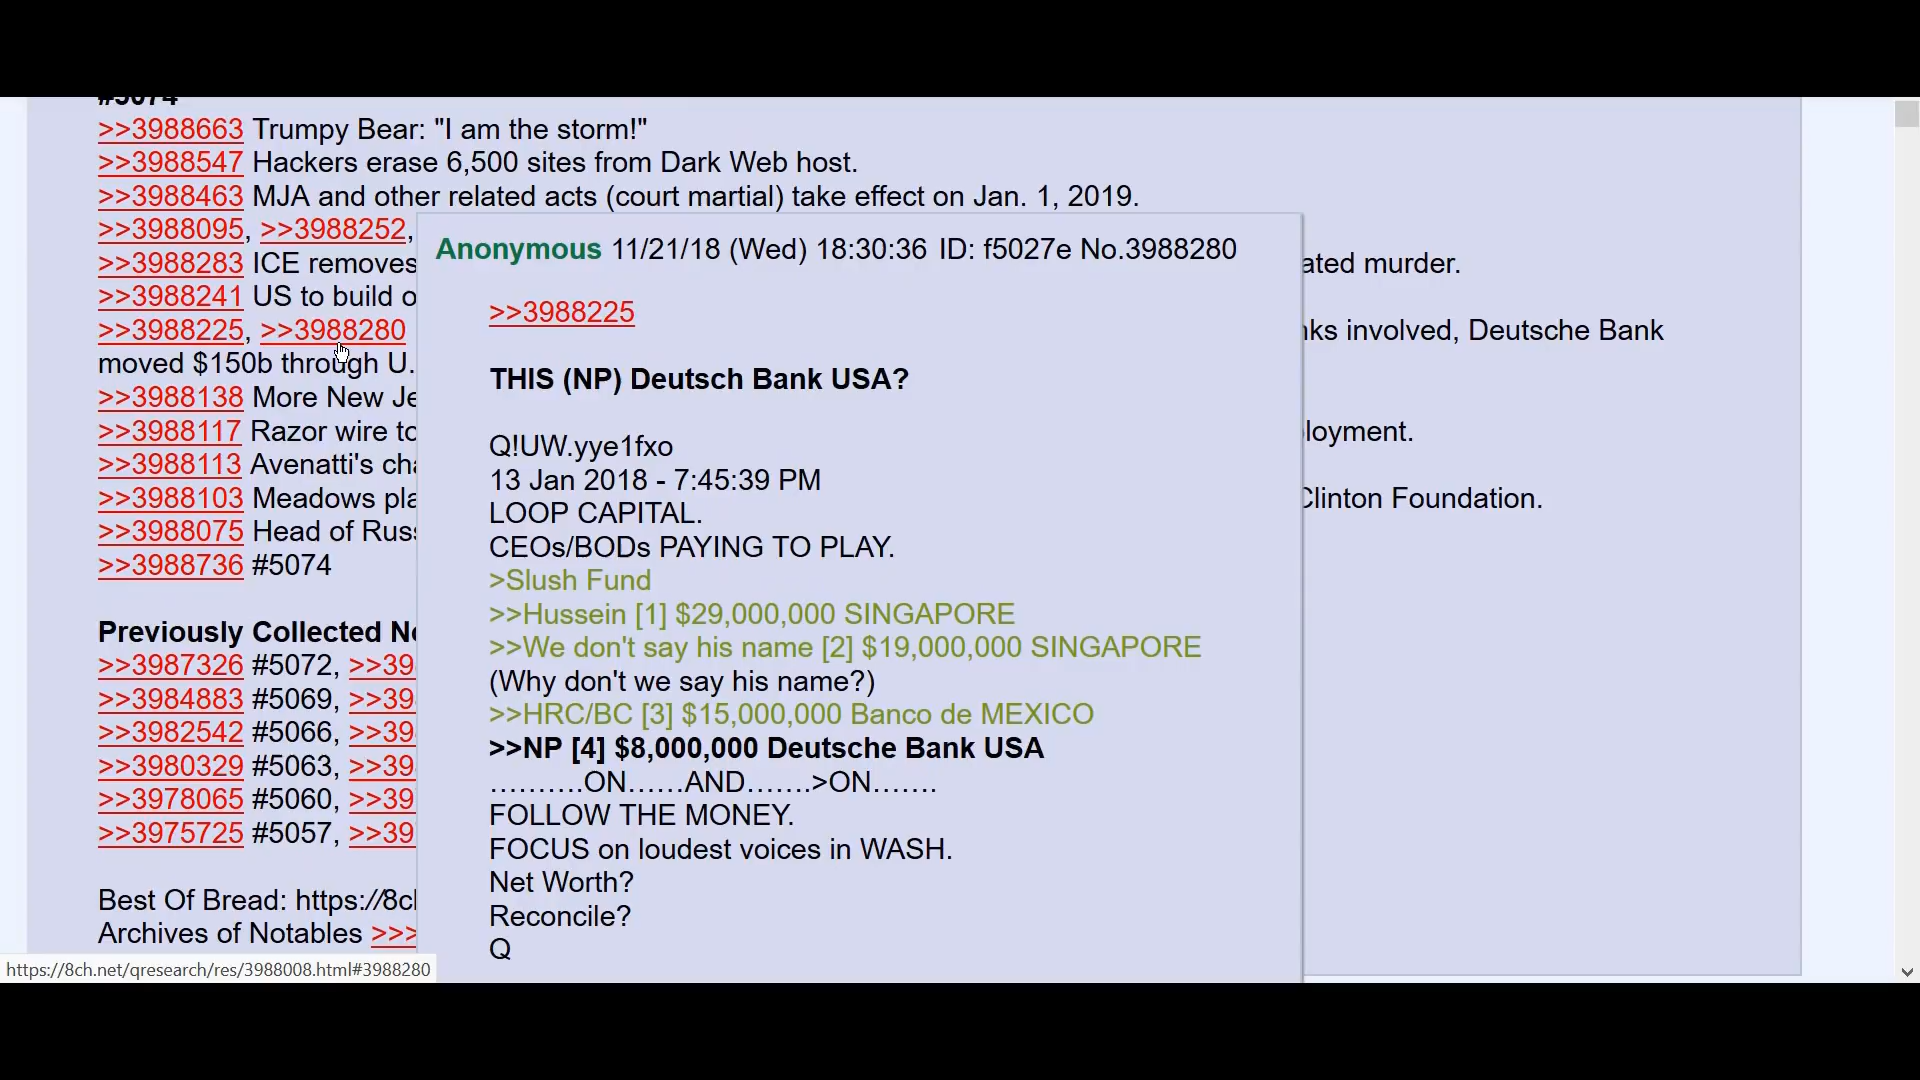 #5074
>>3988663 Trumpy Bear: "I am the storm!"
>>3988547 Hackers erase 6,500 sites from Dark Web host.
>>3988463 MJA and other related acts (court martial) take effect on Jan. 1, 2019.
>>3988095, >>3988252,
>>3988283 ICE removes
ated murder.
>>3988241 US to build o
>>3988225, >>3988280
nks involved, Deutsche Bank
moved $150b through U.
>>3988138 More New Je
>>3988117 Razor wire to
loyment.
>>3988113 Avenatti's cha
>>3988103 Meadows pla
Clinton Foundation.
>>3988075 Head of Russ
>>3988736 #5074
Previously Collected No
>>3987326 #5072, >>39
>>3984883 #5069, >>39
>>3982542 #5066, >>39
>>3980329 #5063, >>39
>>3978065 #5060, >>39
>>3975725 #5057, >>39
Best Of Bread: https://8cl
Archives of Notables >>>
Anonymous 11/21/18 (Wed) 18:30:36 ID: f5027e No.3988280
>>3988225
THIS (NP) Deutsch Bank USA?
Q!UW.yye1fxo
13 Jan 2018 - 7:45:39 PM
LOOP CAPITAL.
CEOs/BODs PAYING TO PLAY.
>Slush Fund
>>Hussein [1] $29,000,000 SINGAPORE
>>We don't say his name [2] $19,000,000 SINGAPORE
(Why don't we say his name?)
>>HRC/BC [3] $15,000,000 Banco de MEXICO
>>NP [4] $8,000,000 Deutsche Bank USA
……….ON……AND…….>ON…….
FOLLOW THE MONEY.
FOCUS on loudest voices in WASH.
Net Worth?
Reconcile?
Q
https://8ch.net/qresearch/res/3988008.html#3988280